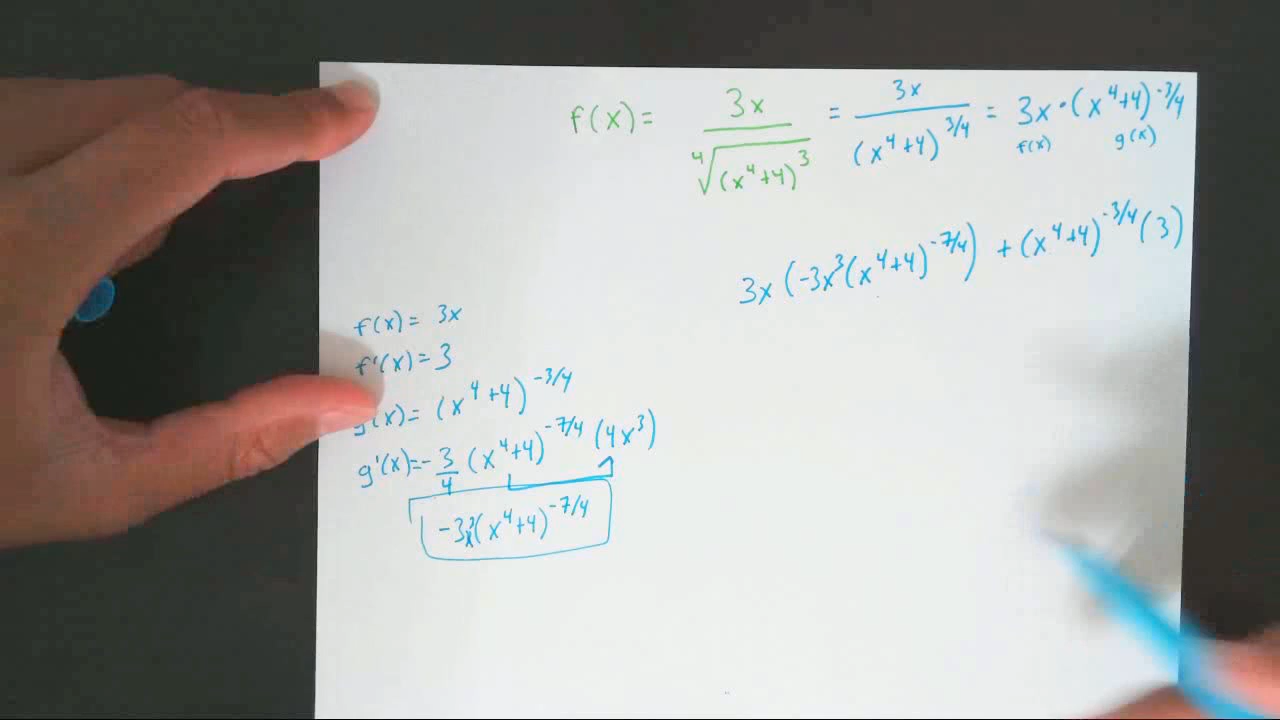 f(x) = 3x / ∜(x⁴+4)³ = 3x / (x⁴+4)^3/4 = 3x · (x⁴+4)^-3/4
f(x) g(x)
3x (-3x³(x⁴+4)^-7/4) + (x⁴+4)^-3/4 (3)
f(x) = 3x
f'(x) = 3
g(x) = (x⁴+4)^-3/4
g'(x) = -3/4 (x⁴+4)^-7/4 (4x³)
-3x³(x⁴+4)^-7/4